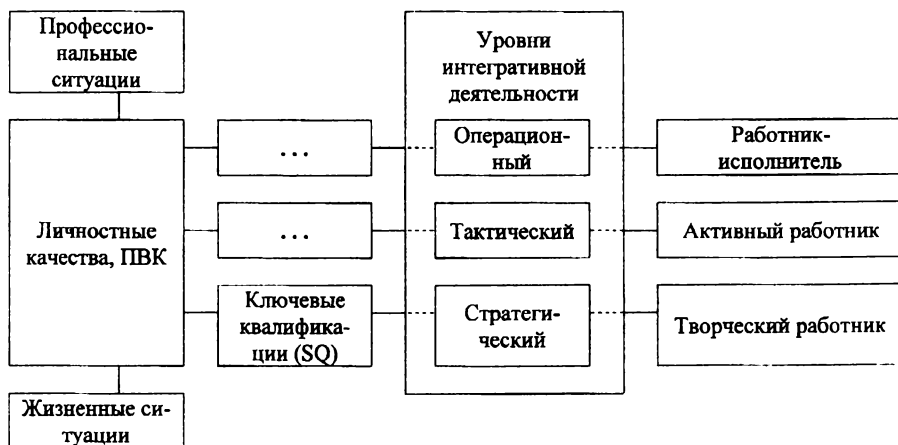 Профессио-
нальные
ситуации
Уровни
интегративной
деятельности
...
Операцион-
ный
Работник-
исполнитель
Личностные
качества, ПВК
...
Тактический
Активный работник
Ключевые
квалифика-
ции (SQ)
Стратеги-
ческий
Творческий работник
Жизненные си-
туации